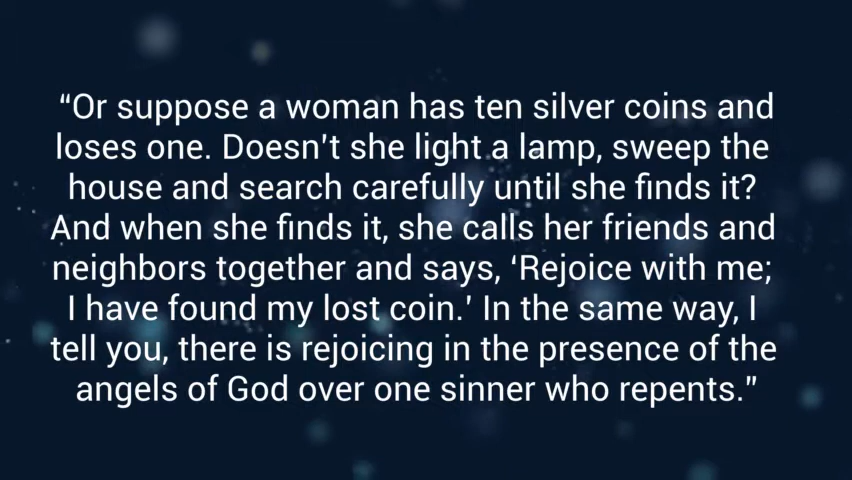 “Or suppose a woman has ten silver coins and
loses one. Doesn’t she light a lamp, sweep the
house and search carefully until she finds it?
And when she finds it, she calls her friends and
neighbors together and says, ‘Rejoice with me;
I have found my lost coin.’ In the same way, I
tell you, there is rejoicing in the presence of the
angels of God over one sinner who repents.”